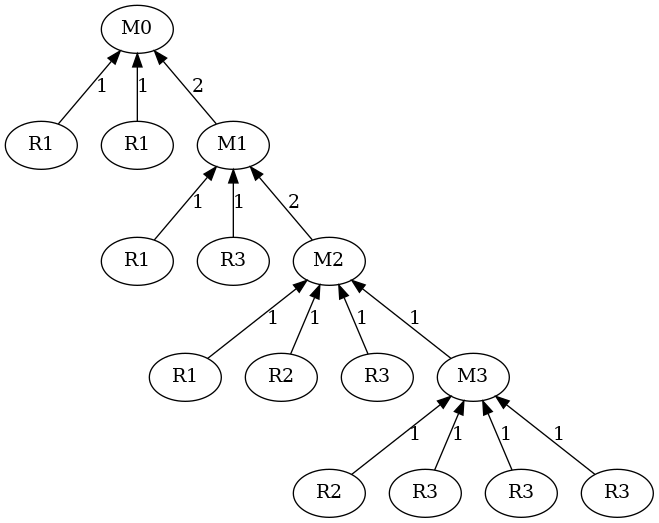 M0
1 1 2
R1 R1 M1
1 1 2
R1 R3 M2
1 1 1 1
R1 R2 R3 M3
1 1 1 1
R2 R3 R3 R3